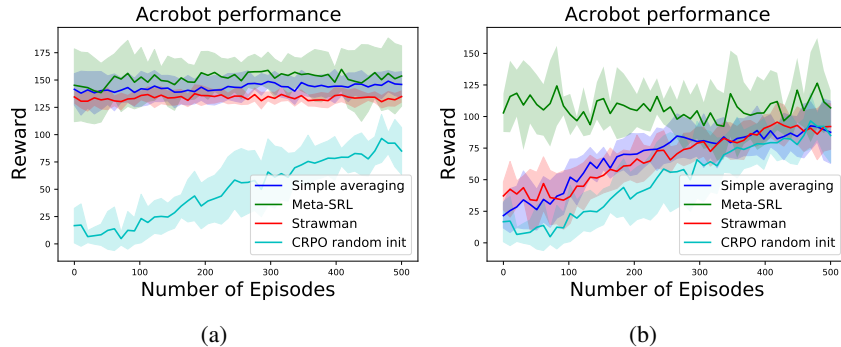 Acrobot performance
Reward
175
150
125
100
75
50
25
0
0 100 200 300 400 500
Number of Episodes
Simple averaging
Meta-SRL
Strawman
CRPO random init
(a)
Acrobot performance
Reward
150
125
100
75
50
25
0
0 100 200 300 400 500
Number of Episodes
Simple averaging
Meta-SRL
Strawman
CRPO random init
(b)